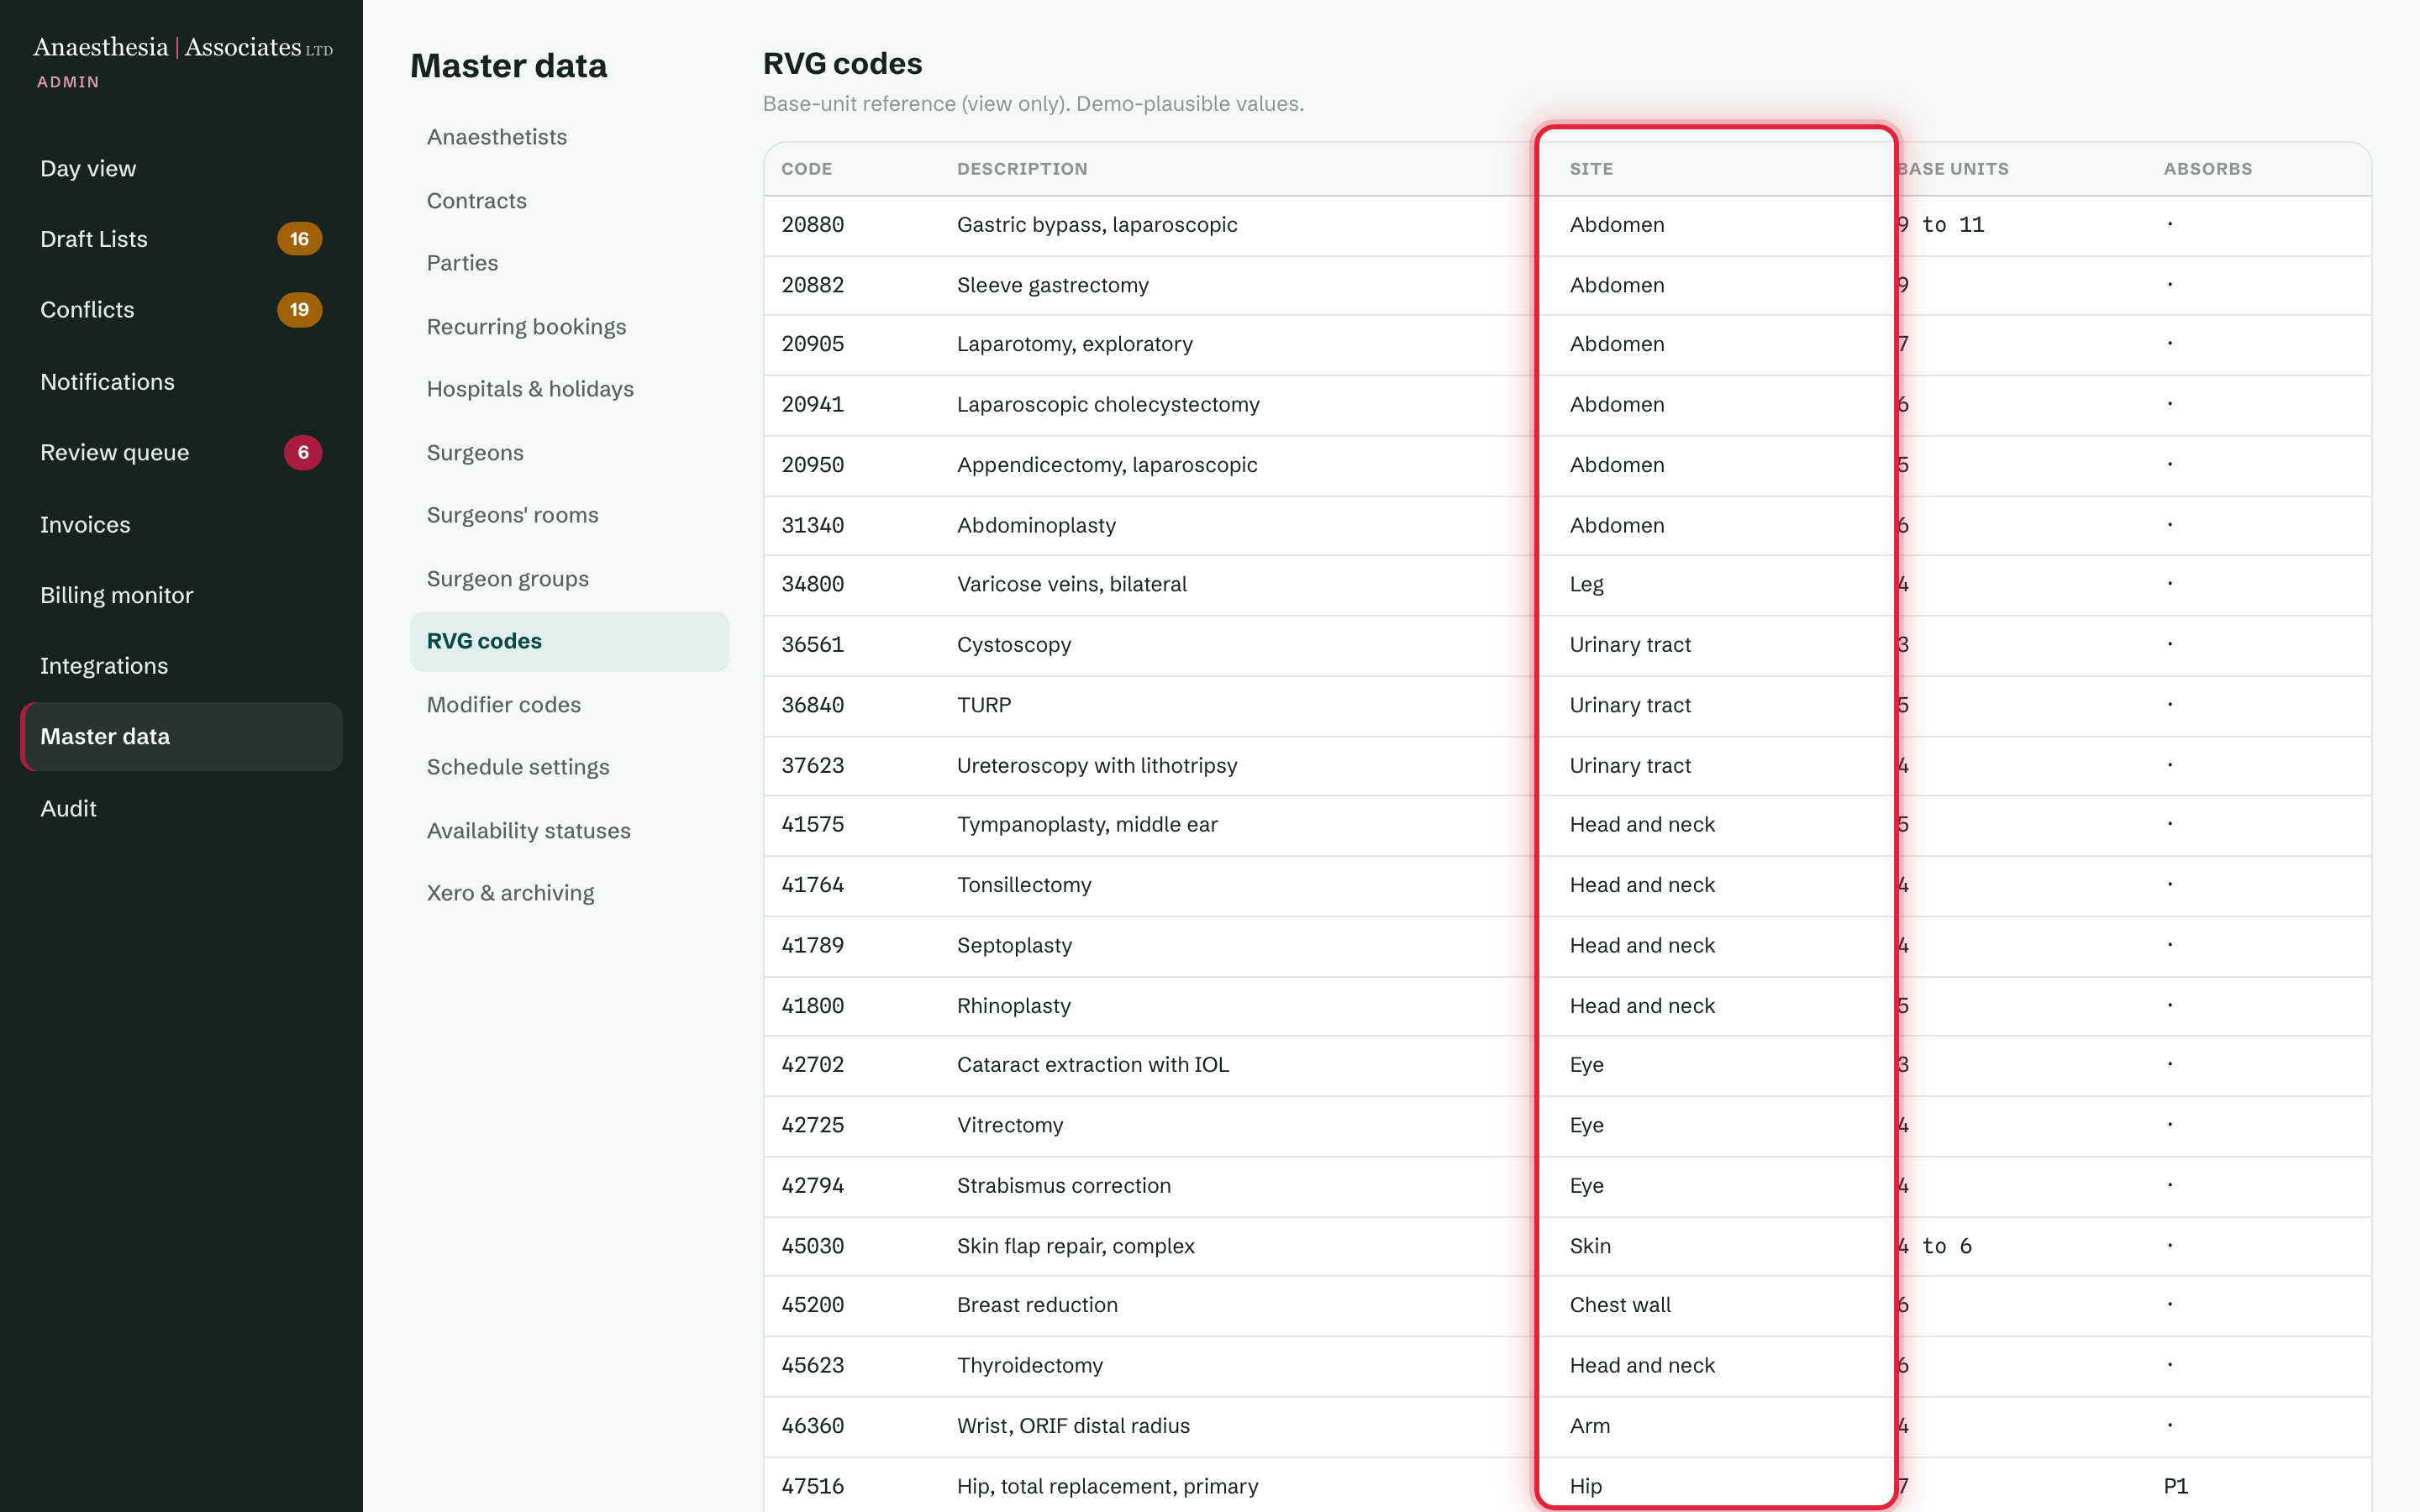 Anaesthesia | Associates LTD
ADMIN
Day view
Draft Lists 16
Conflicts 19
Notifications
Review queue 6
Invoices
Billing monitor
Integrations
Master data
Audit
Master data
Anaesthetists
Contracts
Parties
Recurring bookings
Hospitals & holidays
Surgeons
Surgeons' rooms
Surgeon groups
RVG codes
Modifier codes
Schedule settings
Availability statuses
Xero & archiving
RVG codes
Base-unit reference (view only). Demo-plausible values.
CODE DESCRIPTION SITE BASE UNITS ABSORBS
20880 Gastric bypass, laparoscopic Abdomen 9 to 11 ·
20882 Sleeve gastrectomy Abdomen 9 ·
20905 Laparotomy, exploratory Abdomen 7 ·
20941 Laparoscopic cholecystectomy Abdomen 6 ·
20950 Appendicectomy, laparoscopic Abdomen 5 ·
31340 Abdominoplasty Abdomen 6 ·
34800 Varicose veins, bilateral Leg 4 ·
36561 Cystoscopy Urinary tract 3 ·
36840 TURP Urinary tract 5 ·
37623 Ureteroscopy with lithotripsy Urinary tract 4 ·
41575 Tympanoplasty, middle ear Head and neck 5 ·
41764 Tonsillectomy Head and neck 4 ·
41789 Septoplasty Head and neck 4 ·
41800 Rhinoplasty Head and neck 5 ·
42702 Cataract extraction with IOL Eye 3 ·
42725 Vitrectomy Eye 4 ·
42794 Strabismus correction Eye 4 ·
45030 Skin flap repair, complex Skin 4 to 6 ·
45200 Breast reduction Chest wall 6 ·
45623 Thyroidectomy Head and neck 6 ·
46360 Wrist, ORIF distal radius Arm 4 ·
47516 Hip, total replacement, primary Hip 7 P1